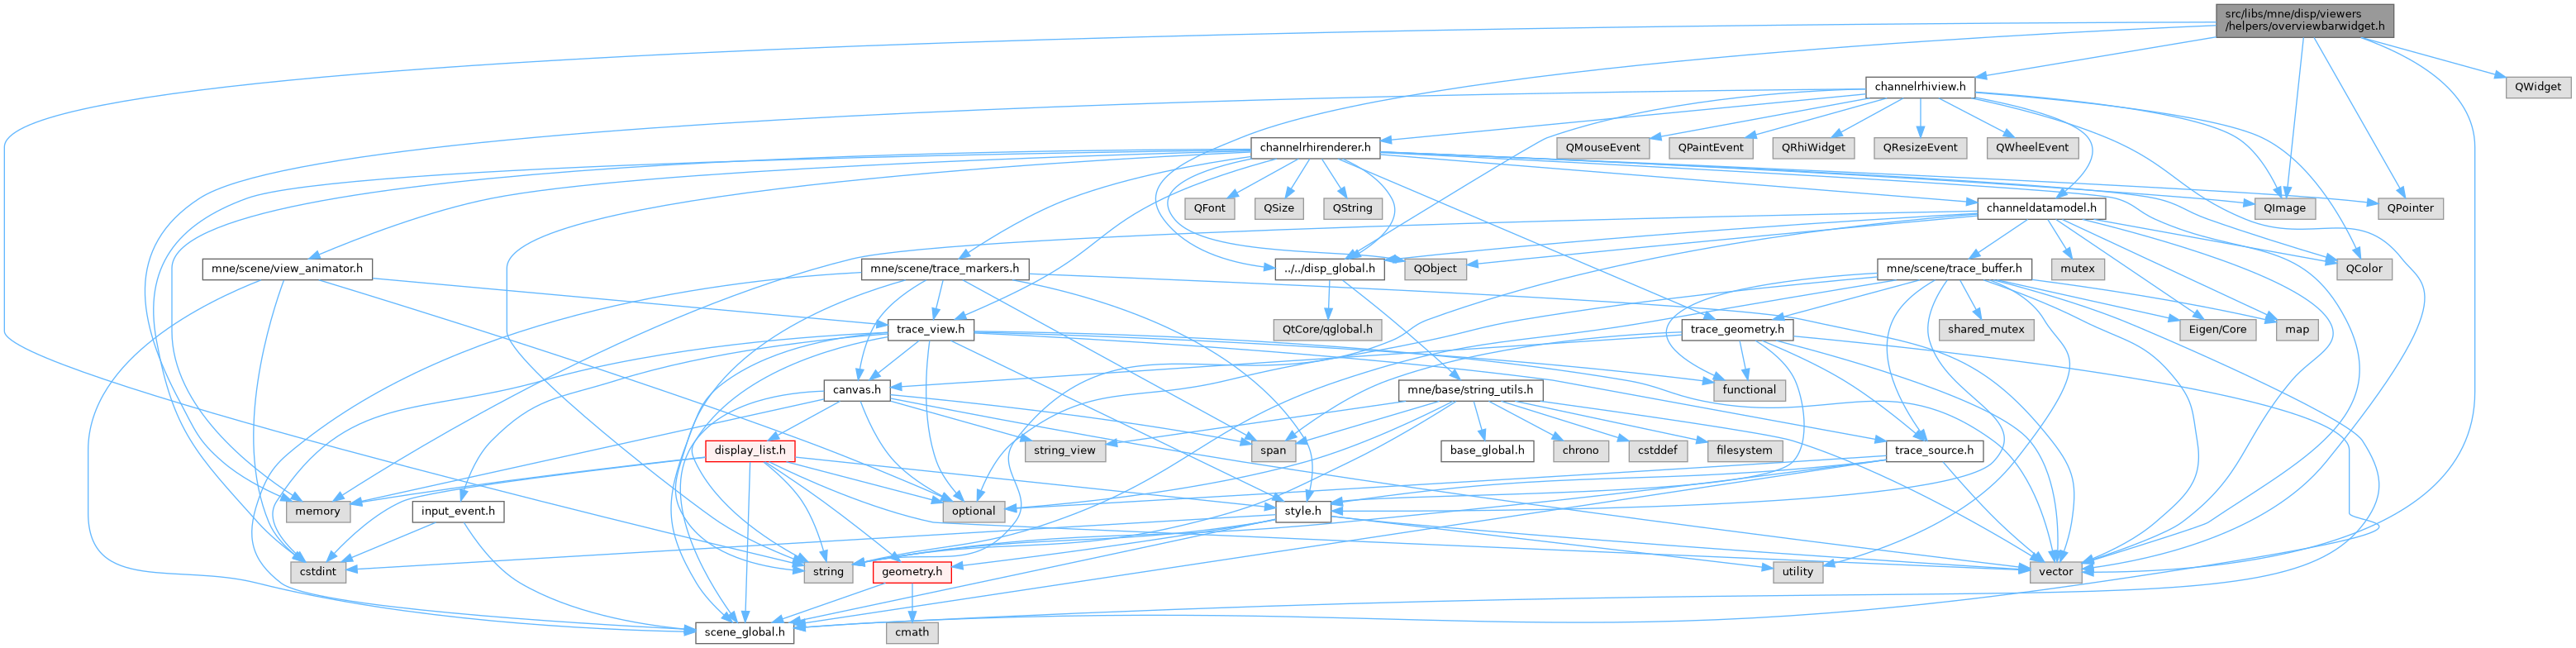 src/libs/mne/disp/viewers
/helpers/overviewbarwidget.h
channelrhiview.h
QWidget
channelrhirenderer.h
QMouseEvent
QPaintEvent
QRhiWidget
QResizeEvent
QWheelEvent
QFont
QSize
QString
channeldatamodel.h
QImage
QPointer
mne/scene/view_animator.h
mne/scene/trace_markers.h
../../disp_global.h
QObject
mne/scene/trace_buffer.h
mutex
QColor
trace_view.h
QtCore/qglobal.h
trace_geometry.h
shared_mutex
Eigen/Core
map
canvas.h
mne/base/string_utils.h
functional
display_list.h
string_view
span
base_global.h
chrono
cstddef
filesystem
trace_source.h
memory
input_event.h
optional
style.h
cstdint
string
geometry.h
utility
vector
scene_global.h
cmath